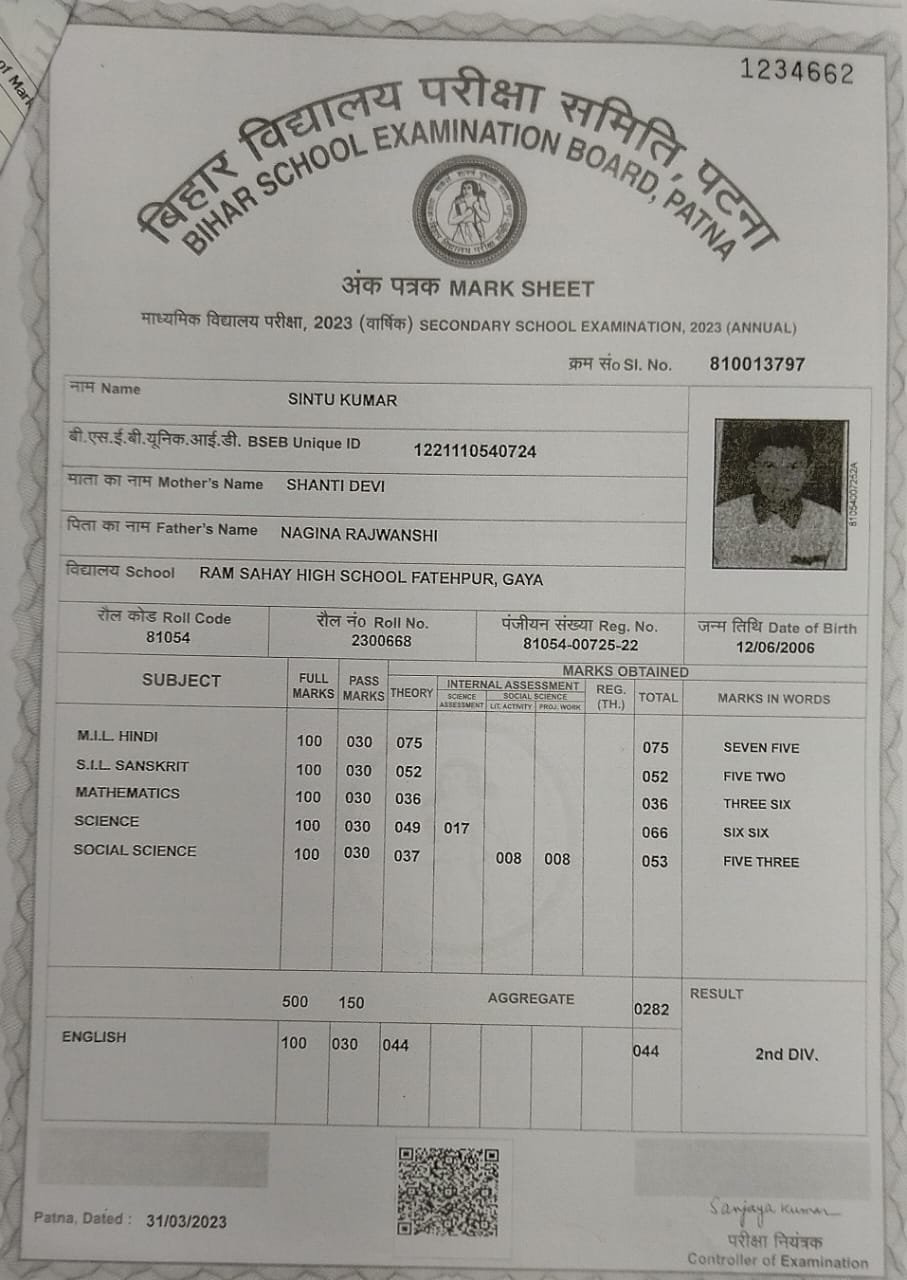 of Mark
1234662
बिहार विद्यालय परीक्षा समिति, पटना
BIHAR SCHOOL EXAMINATION BOARD, PATNA
अंक पत्रक MARK SHEET
माध्यमिक विद्यालय परीक्षा, 2023 (वार्षिक) SECONDARY SCHOOL EXAMINATION, 2023 (ANNUAL)
क्रम सं० Sl. No. 810013797
नाम Name SINTU KUMAR
बी.एस.ई.बी.यूनिक.आई.डी. BSEB Unique ID 1221110540724
माता का नाम Mother's Name SHANTI DEVI
पिता का नाम Father's Name NAGINA RAJWANSHI
विद्यालय School RAM SAHAY HIGH SCHOOL FATEHPUR, GAYA
81054007252A
रौल कोड Roll Code रौल नं० Roll No. पंजीयन संख्या Reg. No. जन्म तिथि Date of Birth
81054 2300668 81054-00725-22 12/06/2006
SUBJECT FULL MARKS PASS MARKS MARKS OBTAINED
THEORY INTERNAL ASSESSMENT REG. (TH.) TOTAL MARKS IN WORDS
SCIENCE ASSESSMENT SOCIAL SCIENCE
LIT. ACTIVITY PROJ. WORK
M.I.L. HINDI 100 030 075 075 SEVEN FIVE
S.I.L. SANSKRIT 100 030 052 052 FIVE TWO
MATHEMATICS 100 030 036 036 THREE SIX
SCIENCE 100 030 049 017 066 SIX SIX
SOCIAL SCIENCE 100 030 037 008 008 053 FIVE THREE
500 150 AGGREGATE 0282 RESULT
ENGLISH 100 030 044 044 2nd DIV.
Patna, Dated : 31/03/2023
Sanjaya Kumar
परीक्षा नियंत्रक
Controller of Examination